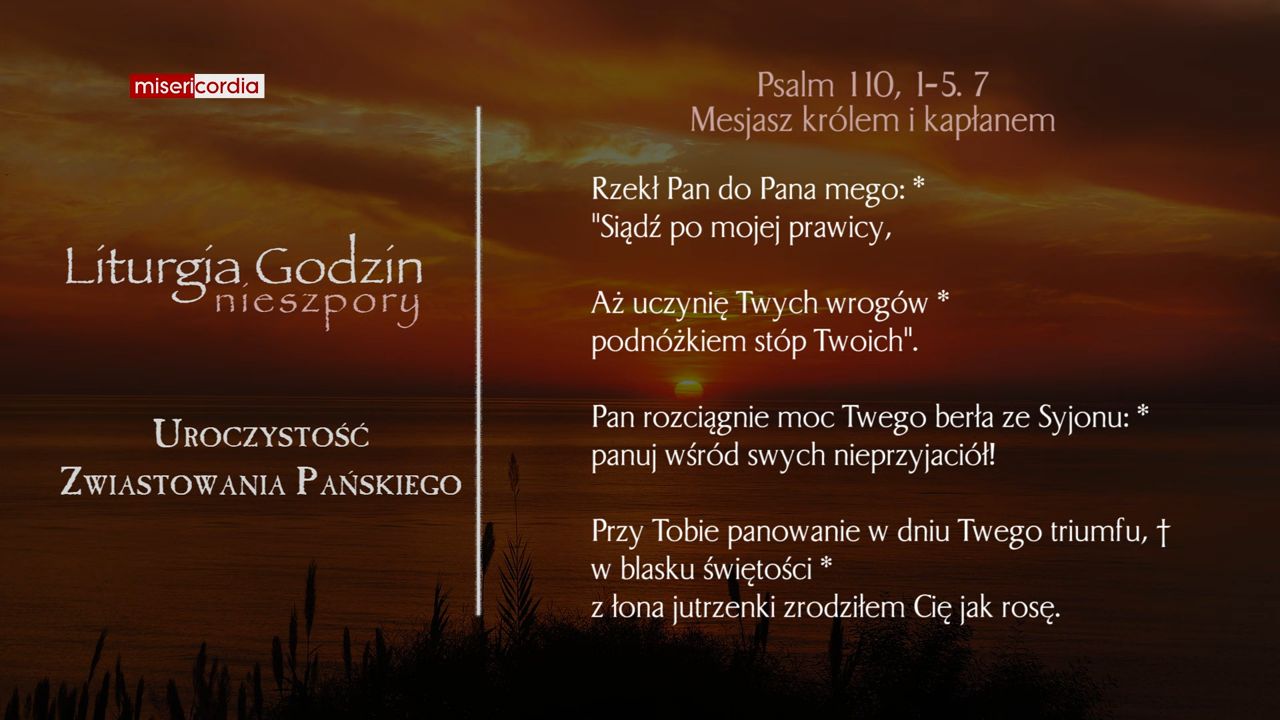 misericordia
Liturgia Godzin
nieszpory
Uroczystość
Zwiastowania Pańskiego
Psalm 110, 1-5. 7
Mesjasz królem i kapłanem
Rzekł Pan do Pana mego: *
"Siądź po mojej prawicy,
Aż uczynię Twych wrogów *
podnóżkiem stóp Twoich".
Pan rozciągnie moc Twego berła ze Syjonu: *
panuj wśród swych nieprzyjaciół!
Przy Tobie panowanie w dniu Twego triumfu, †
w blasku świętości *
z łona jutrzenki zrodziłem Cię jak rosę.